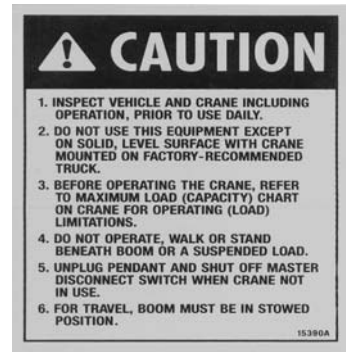 CAUTION
1. INSPECT VEHICLE AND CRANE INCLUDING
OPERATION, PRIOR TO USE DAILY.
2. DO NOT USE THIS EQUIPMENT EXCEPT
ON SOLID, LEVEL SURFACE WITH CRANE
MOUNTED ON FACTORY-RECOMMENDED
TRUCK.
3. BEFORE OPERATING THE CRANE, REFER
TO MAXIMUM LOAD (CAPACITY) CHART
ON CRANE FOR OPERATING (LOAD)
LIMITATIONS.
4. DO NOT OPERATE, WALK OR STAND
BENEATH BOOM OR A SUSPENDED LOAD.
5. UNPLUG PENDANT AND SHUT OFF MASTER
DISCONNECT SWITCH WHEN CRANE NOT
IN USE.
6. FOR TRAVEL, BOOM MUST BE IN STOWED
POSITION.
15390A